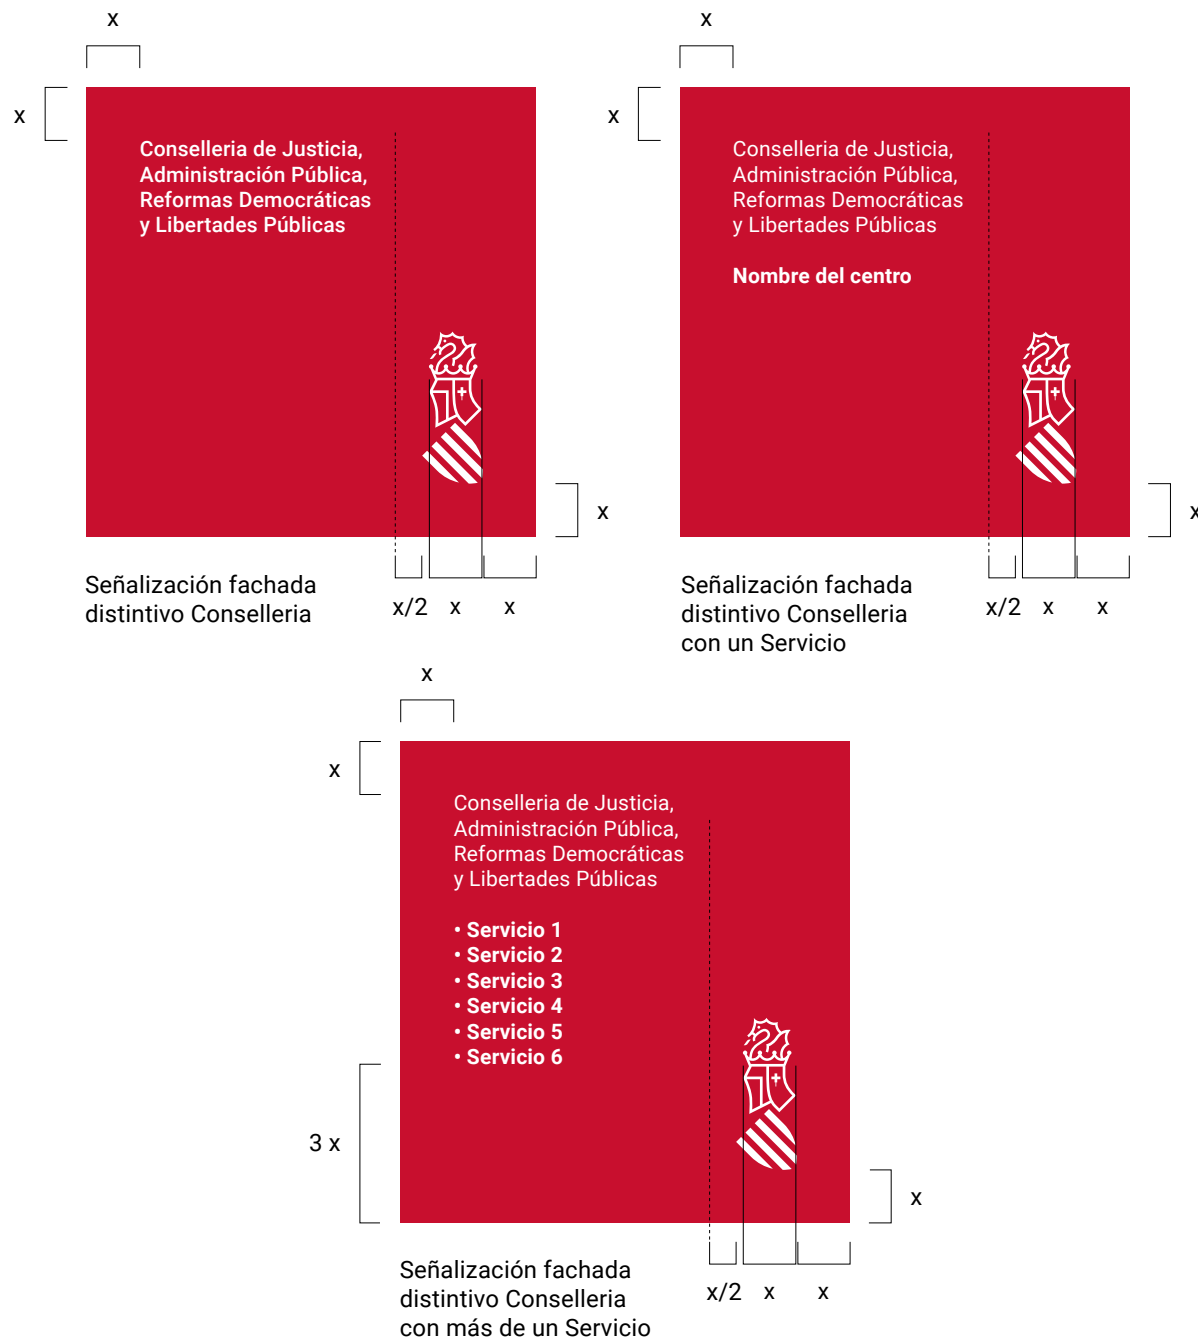 x
x
Conselleria de Justicia,
Administración Pública,
Reformas Democráticas
y Libertades Públicas
x
x/2 x x
Señalización fachada
distintivo Conselleria
x
x
Conselleria de Justicia,
Administración Pública,
Reformas Democráticas
y Libertades Públicas
Nombre del centro
x
x/2 x x
Señalización fachada
distintivo Conselleria
con un Servicio
x
x
Conselleria de Justicia,
Administración Pública,
Reformas Democráticas
y Libertades Públicas
• Servicio 1
• Servicio 2
• Servicio 3
• Servicio 4
• Servicio 5
• Servicio 6
3 x
x
x/2 x x
Señalización fachada
distintivo Conselleria
con más de un Servicio